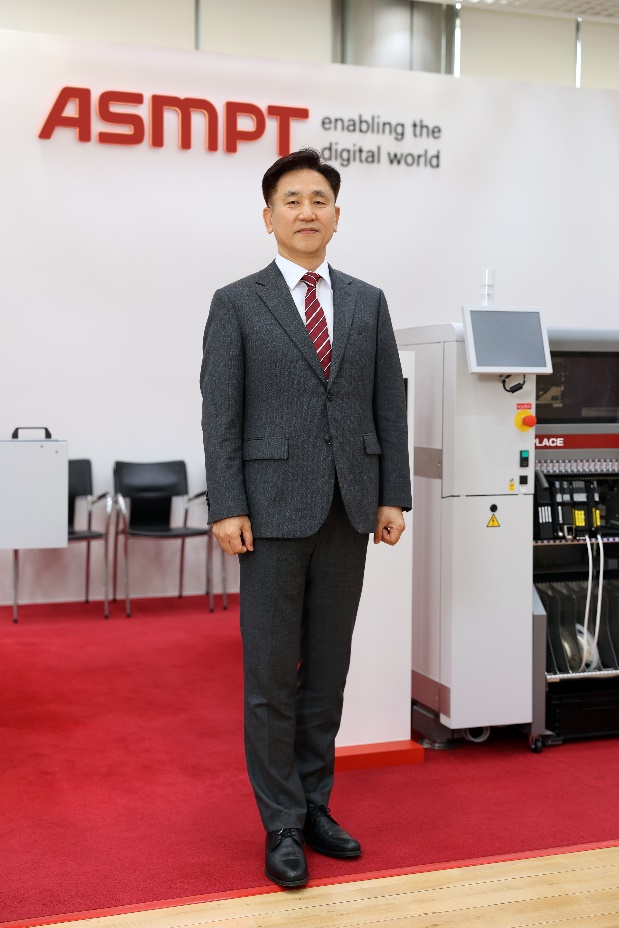 ASMPT
enabling the
digital world
PLACE